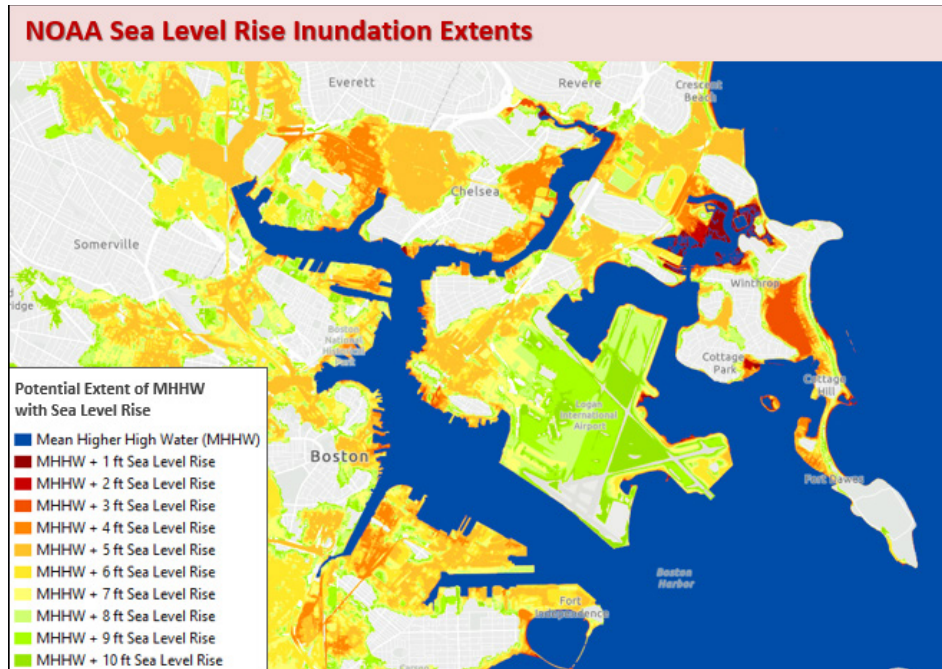 NOAA Sea Level Rise Inundation Extents
Everett
Revere
Crescent
Beach
Chelsea
Somerville
Winthrop
ridge
Boston
National
Park
Cottage
Park
Cottage
Hill
Logan
International
Airport
Boston
Fort Dawes
Boston
Harbor
Fort
Independence
Potential Extent of MHHW
with Sea Level Rise
Mean Higher High Water (MHHW)
MHHW + 1 ft Sea Level Rise
MHHW + 2 ft Sea Level Rise
MHHW + 3 ft Sea Level Rise
MHHW + 4 ft Sea Level Rise
MHHW + 5 ft Sea Level Rise
MHHW + 6 ft Sea Level Rise
MHHW + 7 ft Sea Level Rise
MHHW + 8 ft Sea Level Rise
MHHW + 9 ft Sea Level Rise
MHHW + 10 ft Sea Level Rise